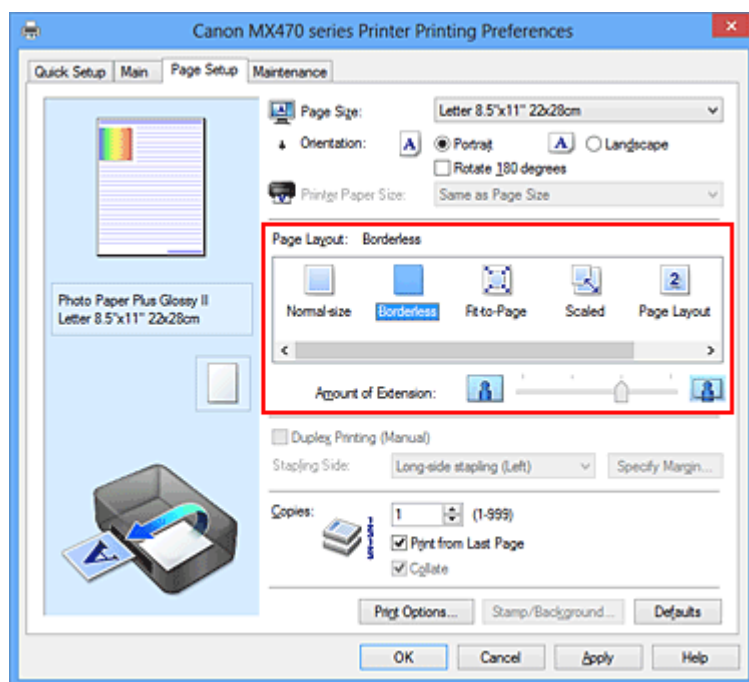 Canon MX470 series Printer Printing Preferences
Quick Setup Main Page Setup Maintenance
Page Size: Letter 8.5"x11" 22x28cm
Orientation: A Portrait A Landscape
Rotate 180 degrees
Printer Paper Size: Same as Page Size
Page Layout: Borderless
Normal-size Borderless Fit-to-Page Scaled Page Layout
Photo Paper Plus Glossy II
Letter 8.5"x11" 22x28cm
Amount of Extension:
Duplex Printing (Manual)
Stapling Side: Long-side stapling (Left) Specify Margin...
Copies: 1 (1-999)
Print from Last Page
Collate
Print Options... Stamp/Background... Defaults
OK Cancel Apply Help